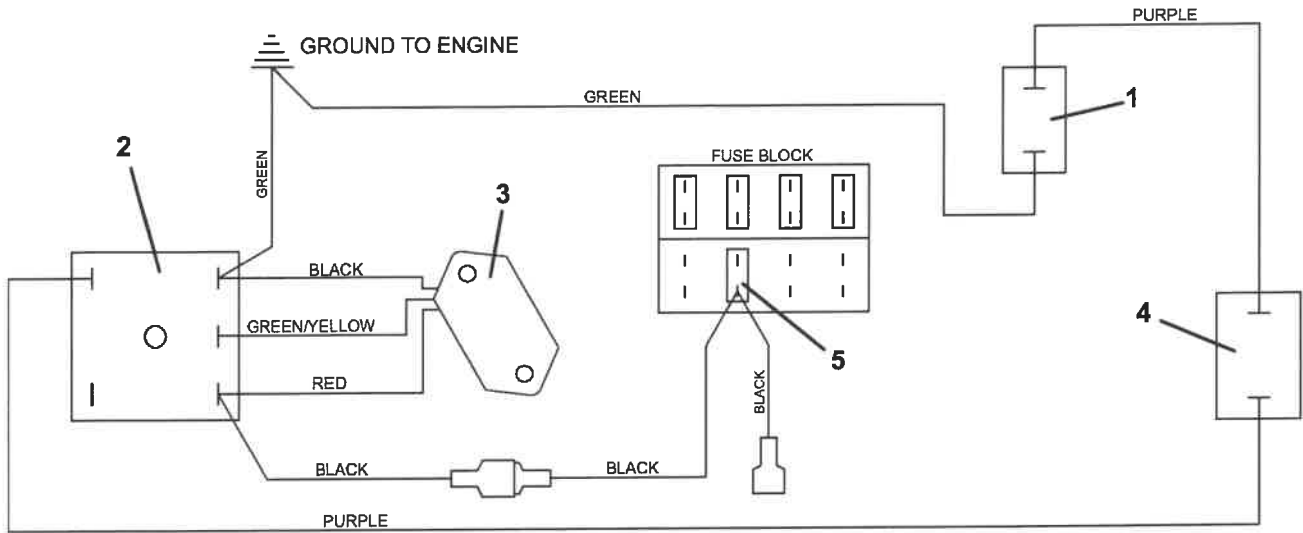 PURPLE
GROUND TO ENGINE
GREEN
1
2
GREEN
FUSE BLOCK
3
BLACK
GREEN/YELLOW
4
5
RED
BLACK
BLACK
BLACK
PURPLE